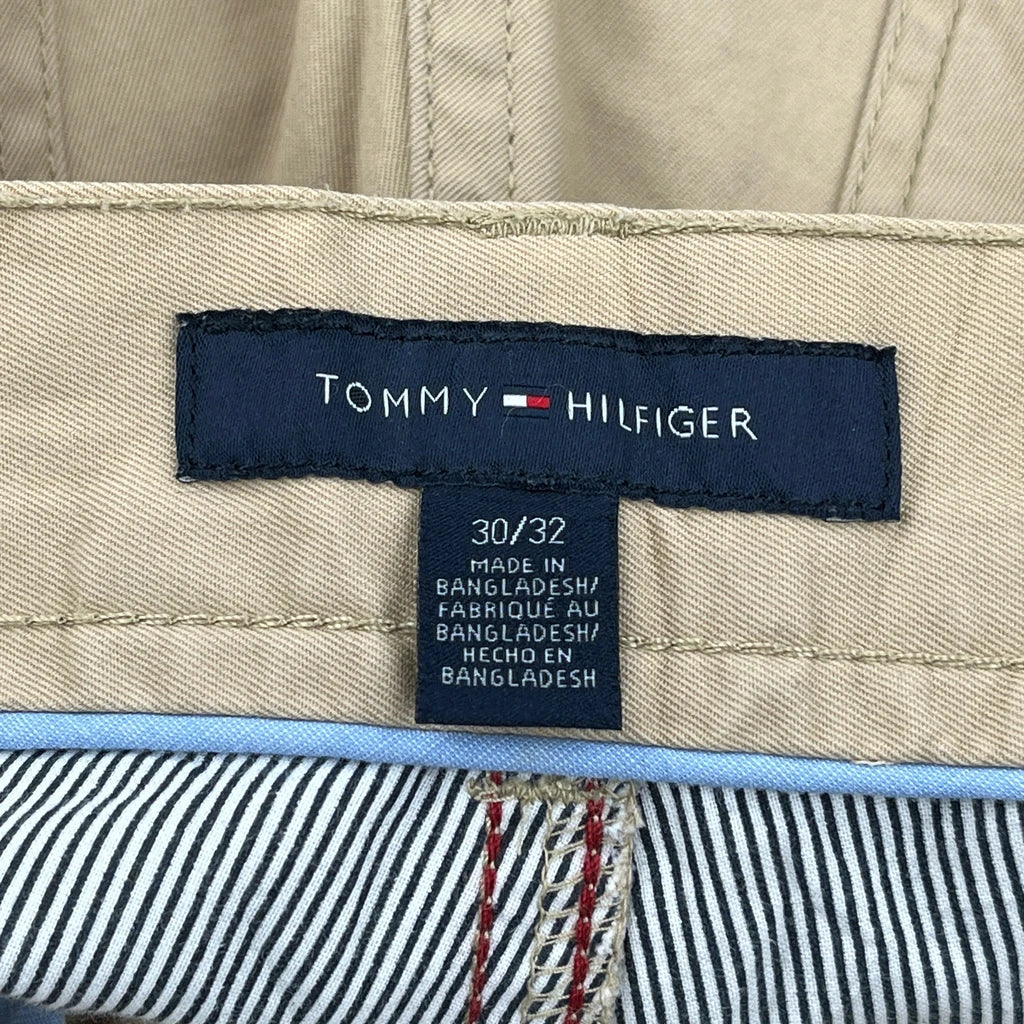 TOMMY HILFIGER
30/32
MADE IN
BANGLADESH/
FABRIQUÉ AU
BANGLADESH/
HECHO EN
BANGLADESH